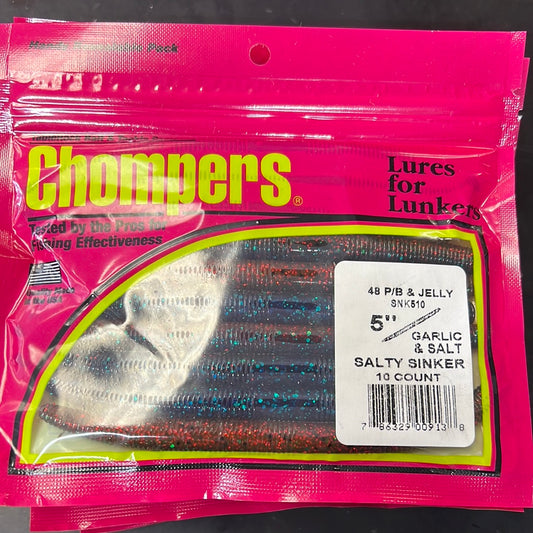 Chompers®
Lures
for
Lunkers
Tested by the Pros for
Fishing Effectiveness
48 P/B & JELLY
SNK510
5"
GARLIC
& SALT
SALTY SINKER
10 COUNT
7 86329 00913 8